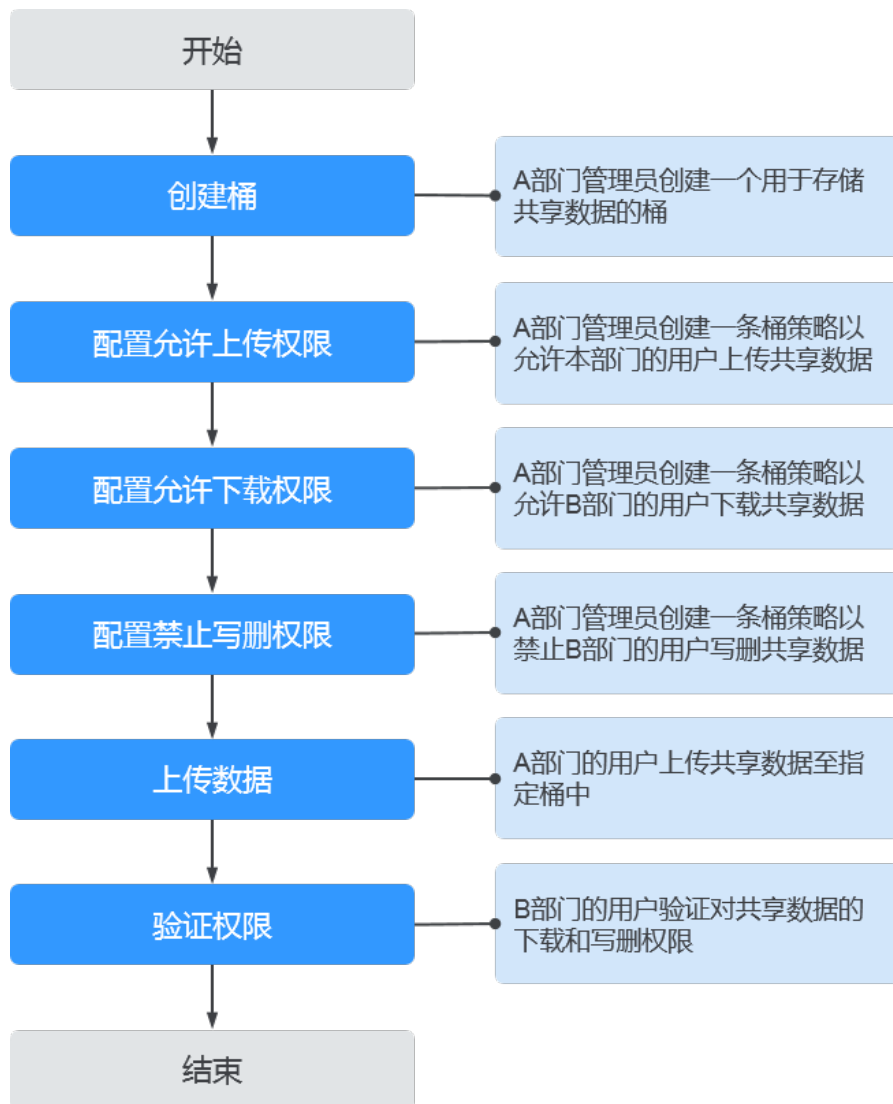 开始
创建桶
A部门管理员创建一个用于存储
共享数据的桶
配置允许上传权限
A部门管理员创建一条桶策略以
允许本部门的用户上传共享数据
配置允许下载权限
A部门管理员创建一条桶策略以
允许B部门的用户下载共享数据
配置禁止写删权限
A部门管理员创建一条桶策略以
禁止B部门的用户写删共享数据
上传数据
A部门的用户上传共享数据至指
定桶中
验证权限
B部门的用户验证对共享数据的
下载和写删权限
结束